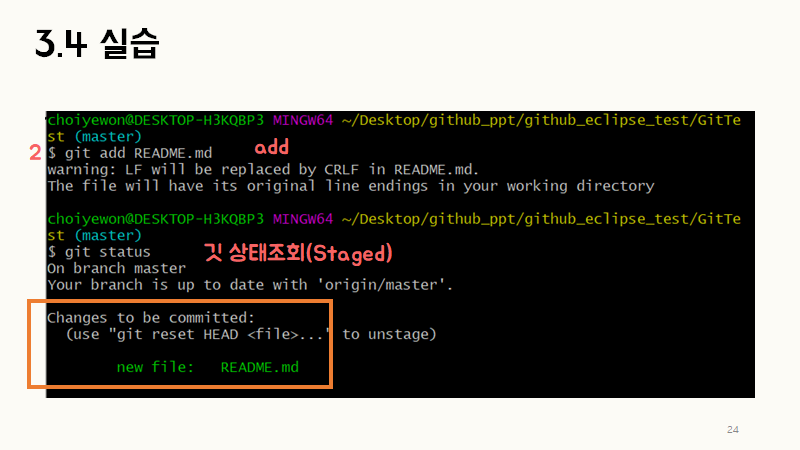 3.4 실습
choiyewon@DESKTOP-H3KQBP3 MINGW64 ~/Desktop/github_ppt/github_eclipse_test/GitTe
st (master)
2 $ git add README.md add
warning: LF will be replaced by CRLF in README.md.
The file will have its original line endings in your working directory
choiyewon@DESKTOP-H3KQBP3 MINGW64 ~/Desktop/github_ppt/github_eclipse_test/GitTe
st (master)
$ git status 깃 상태조회(Staged)
On branch master
Your branch is up to date with 'origin/master'.
Changes to be committed:
(use "git reset HEAD <file>..." to unstage)
new file: README.md
24